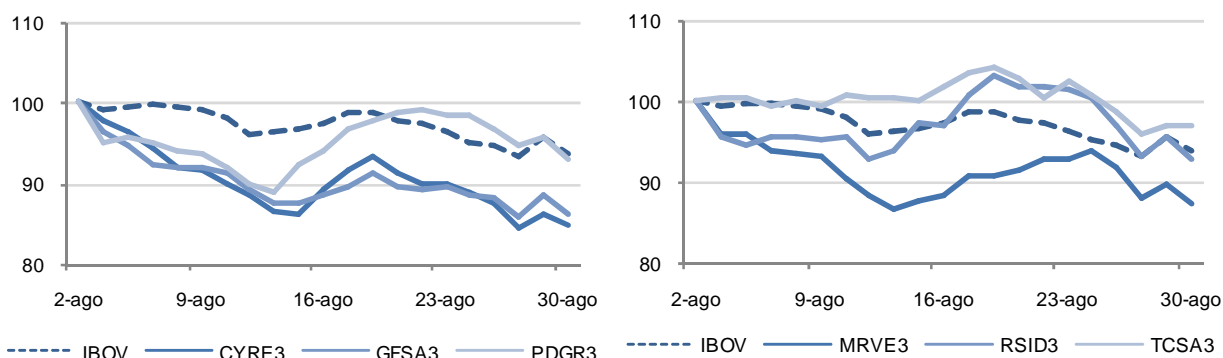 110
100
90
80
2-ago 9-ago 16-ago 23-ago 30-ago
IBOV CYRE3 GFSA3 PDGR3
110
100
90
80
2-ago 9-ago 16-ago 23-ago 30-ago
IBOV MRVE3 RSID3 TCSA3